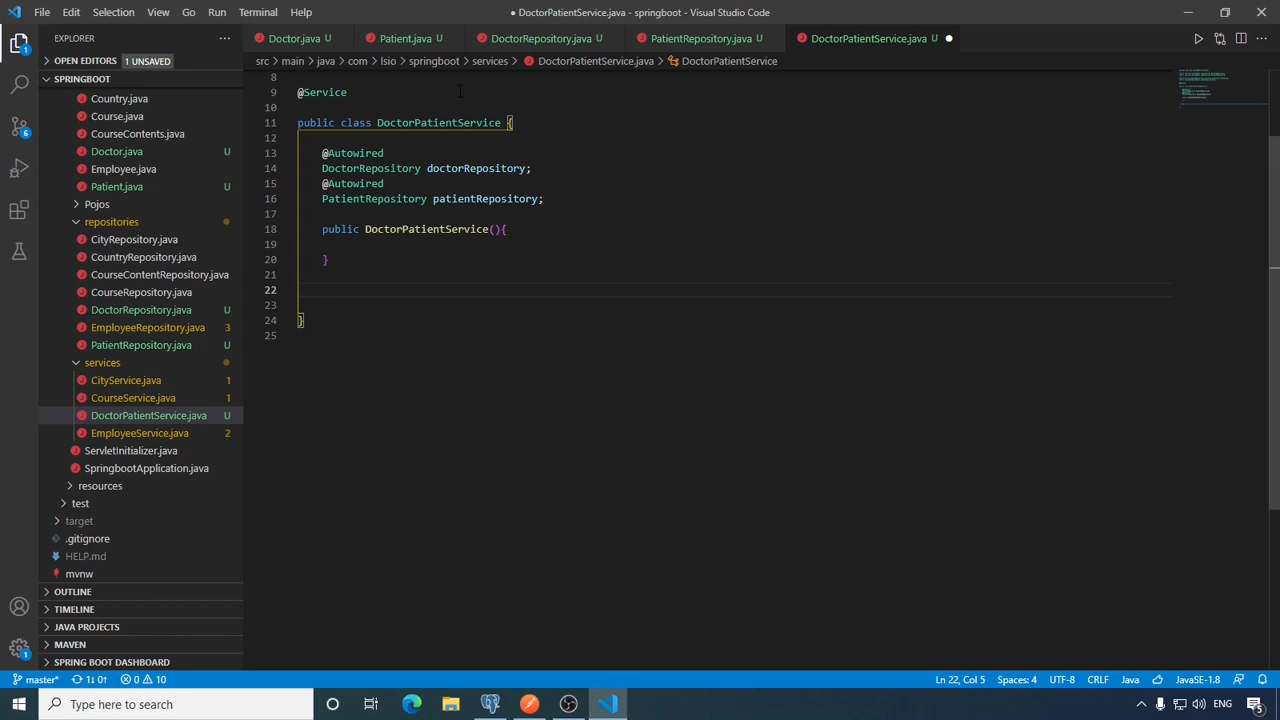 File Edit Selection View Go Run Terminal Help
● DoctorPatientService.java - springboot - Visual Studio Code
EXPLORER
Doctor.java U
Patient.java U
DoctorRepository.java U
PatientRepository.java U
DoctorPatientService.java U
OPEN EDITORS 1 UNSAVED
src > main > java > com > lsio > springboot > services > DoctorPatientService.java > DoctorPatientService
SPRINGBOOT
Country.java
Course.java
CourseContents.java
Doctor.java U
Employee.java
Patient.java U
Pojos
repositories
CityRepository.java
CountryRepository.java
CourseContentRepository.java
CourseRepository.java
DoctorRepository.java U
EmployeeRepository.java 3
PatientRepository.java U
services
CityService.java 1
CourseService.java 1
DoctorPatientService.java U
EmployeeService.java 2
ServletInitializer.java
SpringbootApplication.java
resources
test
target
.gitignore
HELP.md
mvnw
OUTLINE
TIMELINE
JAVA PROJECTS
MAVEN
SPRING BOOT DASHBOARD
8
9 @Service
10
11 public class DoctorPatientService {
12
13 @Autowired
14 DoctorRepository doctorRepository;
15 @Autowired
16 PatientRepository patientRepository;
17
18 public DoctorPatientService(){
19
20 }
21
22
23
24 }
25
1
6
1
master* 1↓ 0↑ 0 10
Ln 22, Col 5 Spaces: 4 UTF-8 CRLF Java JavaSE-1.8
Type here to search
ENG
5